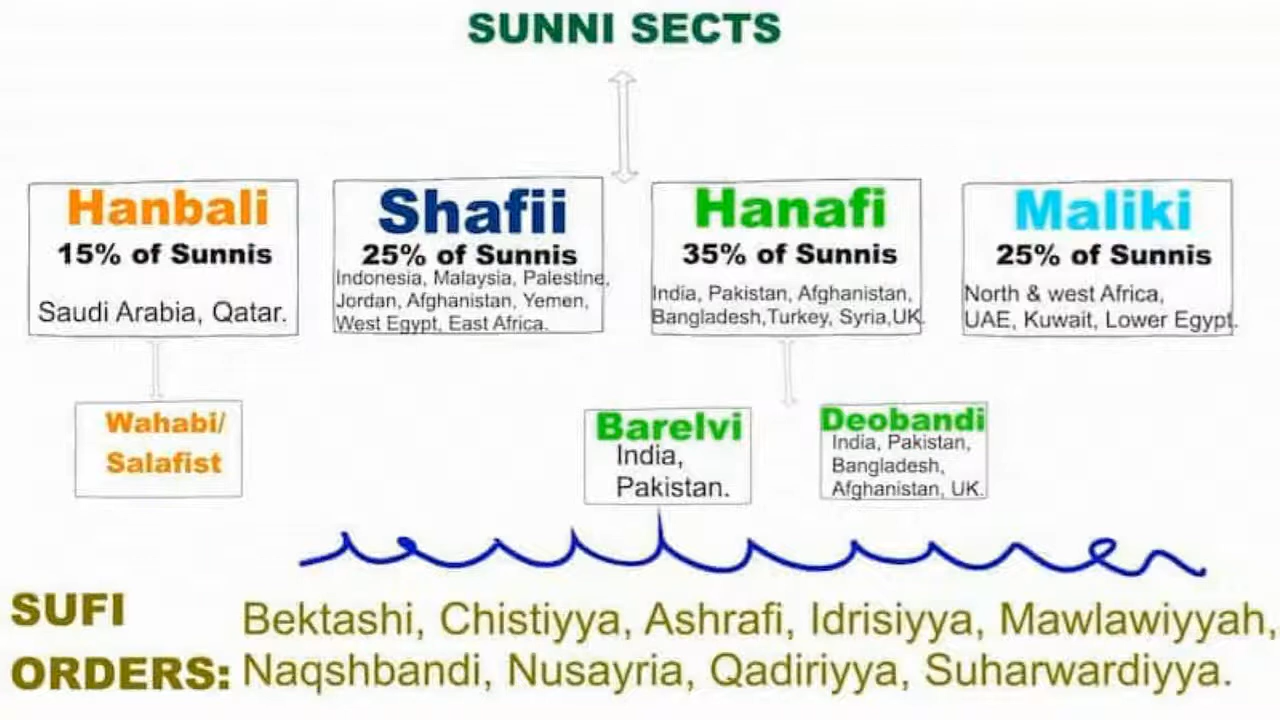 SUNNI SECTS
Hanbali
15% of Sunnis
Saudi Arabia, Qatar.
Shafii
25% of Sunnis
Indonesia, Malaysia, Palestine,
Jordan, Afghanistan, Yemen,
West Egypt, East Africa.
Hanafi
35% of Sunnis
India, Pakistan, Afghanistan,
Bangladesh,Turkey, Syria,UK.
Maliki
25% of Sunnis
North & west Africa,
UAE, Kuwait, Lower Egypt.
Wahabi/
Salafist
Barelvi
India,
Pakistan.
Deobandi
India, Pakistan,
Bangladesh,
Afghanistan, UK.
SUFI
ORDERS:
Bektashi, Chistiyya, Ashrafi, Idrisiyya, Mawlawiyyah,
Naqshbandi, Nusayria, Qadiriyya, Suharwardiyya.